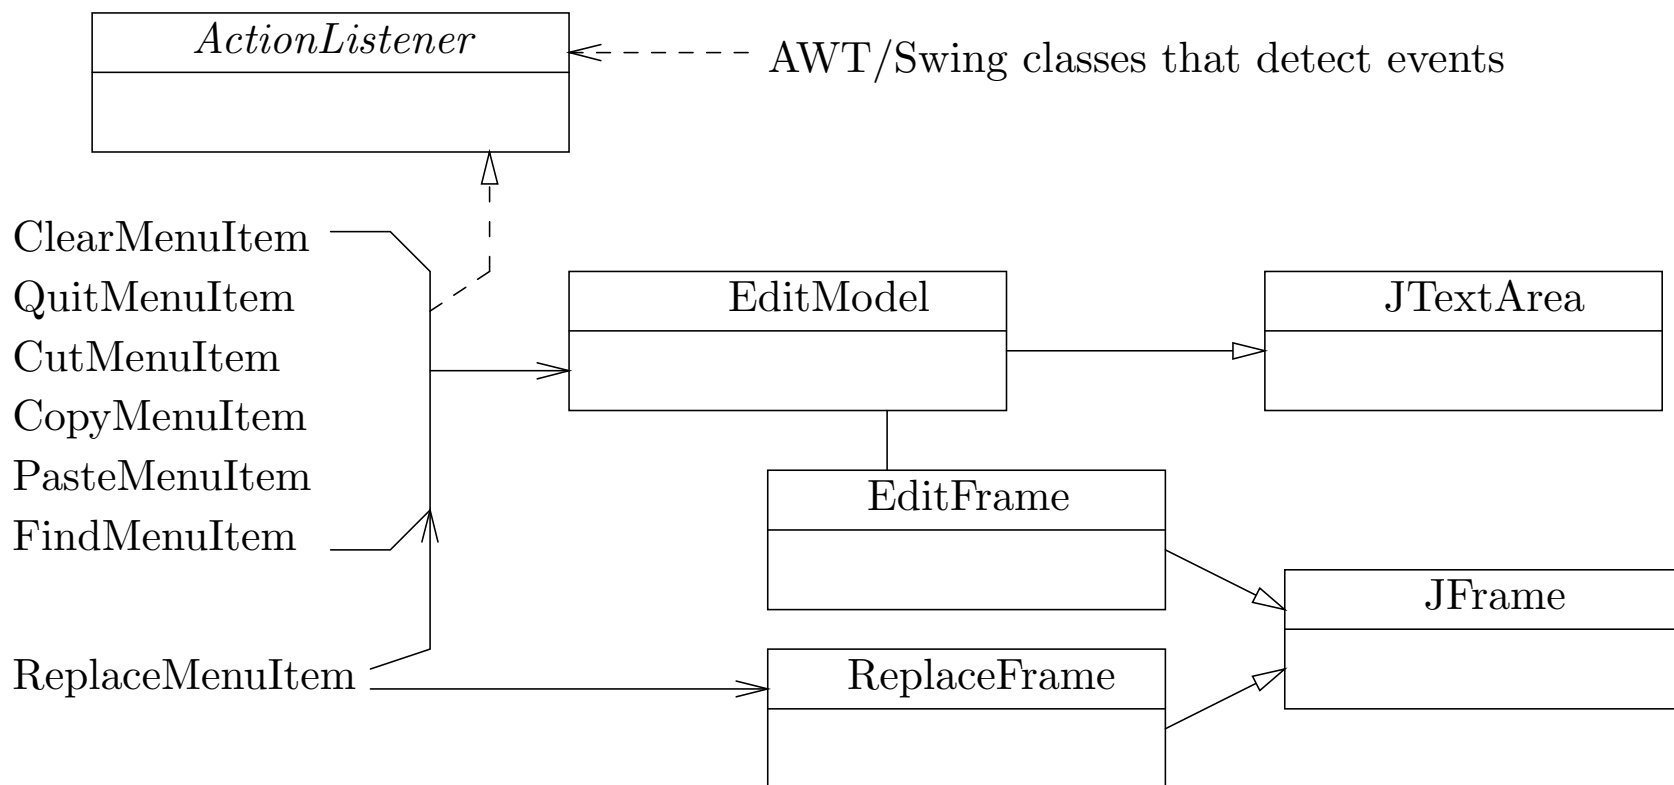 ActionListener
AWT/Swing classes that detect events
ClearMenuItem
QuitMenuItem
CutMenuItem
CopyMenuItem
PasteMenuItem
FindMenuItem
ReplaceMenuItem
EditModel
JTextArea
EditFrame
JFrame
ReplaceFrame